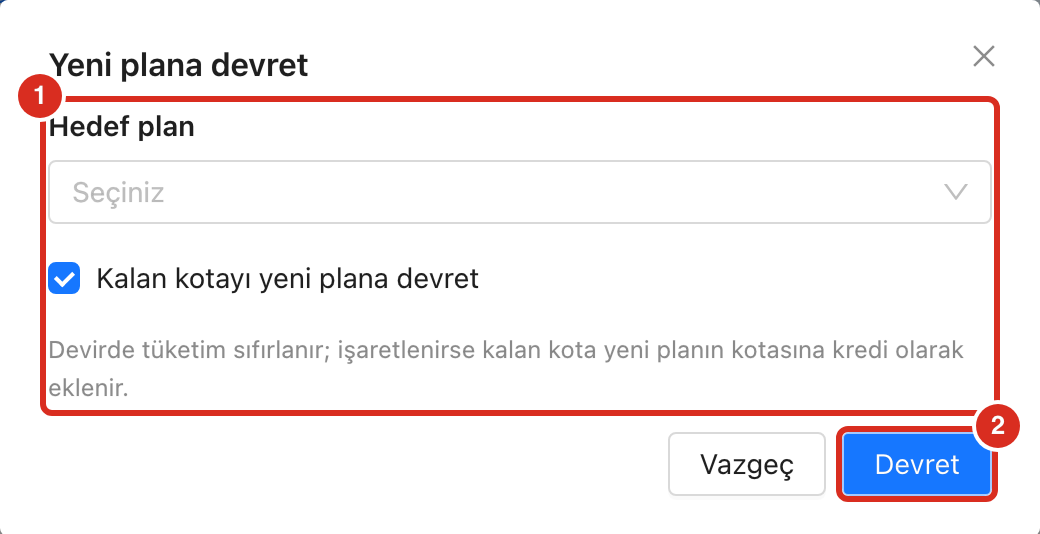 Yeni plana devret
1
Hedef plan
Seçiniz
Kalan kotayı yeni plana devret
Devirde tüketim sıfırlanır; işaretlenirse kalan kota yeni planın kotasına kredi olarak
eklenir.
2
Vazgeç
Devret